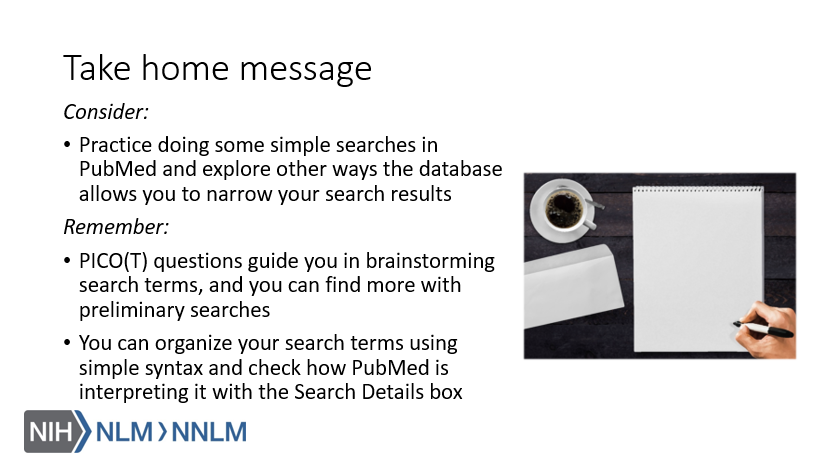 Take home message
Consider:
• Practice doing some simple searches in
PubMed and explore other ways the database
allows you to narrow your search results
Remember:
• PICO(T) questions guide you in brainstorming
search terms, and you can find more with
preliminary searches
• You can organize your search terms using
simple syntax and check how PubMed is
interpreting it with the Search Details box
NIH NLM NNLM